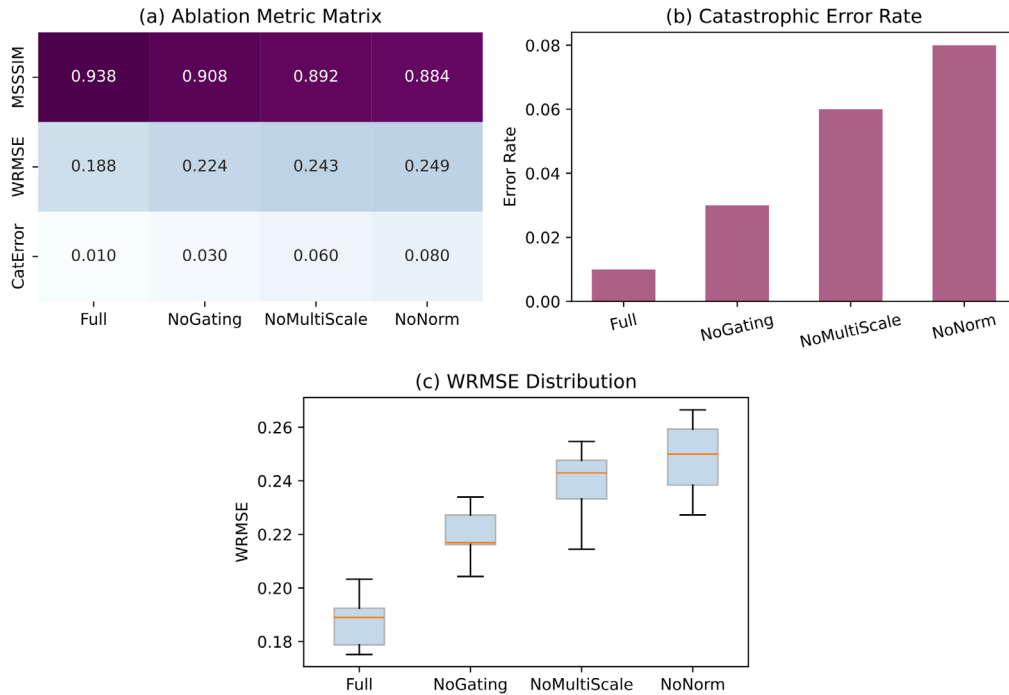 (a) Ablation Metric Matrix
MSSSIM
0.938 0.908 0.892 0.884
WRMSE
0.188 0.224 0.243 0.249
CatError
0.010 0.030 0.060 0.080
Full NoGating NoMultiScale NoNorm
(b) Catastrophic Error Rate
Error Rate
0.08
0.06
0.04
0.02
0.00
Full NoGating NoMultiScale NoNorm
(c) WRMSE Distribution
WRMSE
0.26
0.24
0.22
0.20
0.18
Full NoGating NoMultiScale NoNorm